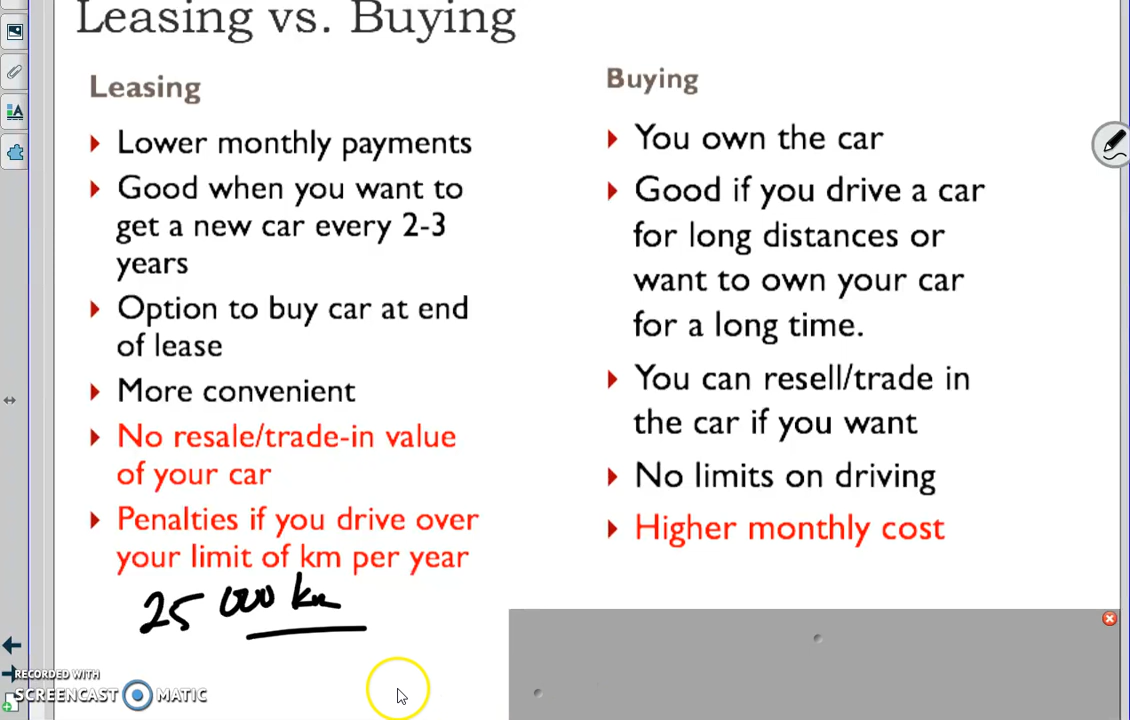 Leasing vs. Buying
Leasing
Lower monthly payments
Good when you want to
get a new car every 2-3
years
Option to buy car at end
of lease
More convenient
No resale/trade-in value
of your car
Penalties if you drive over
your limit of km per year
25 000 km
Buying
You own the car
Good if you drive a car
for long distances or
want to own your car
for a long time.
You can resell/trade in
the car if you want
No limits on driving
Higher monthly cost
RECORDED WITH
SCREENCAST MATIC